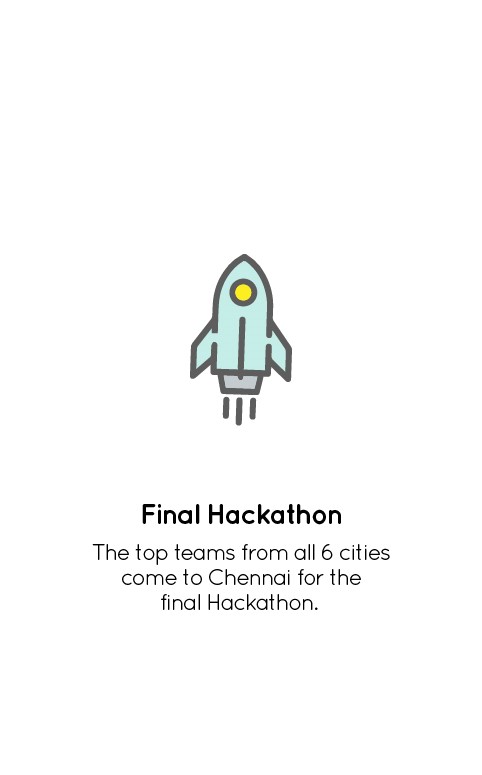 Final Hackathon
The top teams from all 6 cities
come to Chennai for the
final Hackathon.